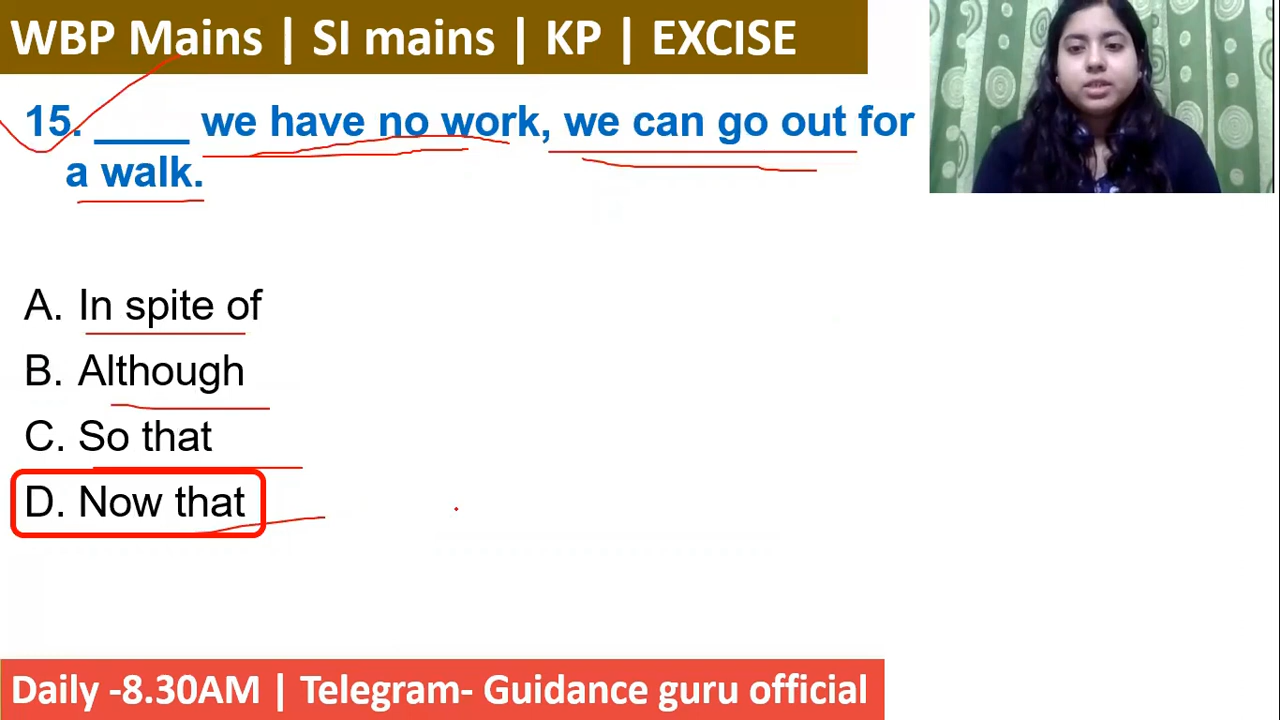 WBP Mains | SI mains | KP | EXCISE
15. ____ we have no work, we can go out for
a walk.
A. In spite of
B. Although
C. So that
D. Now that
Daily -8.30AM | Telegram- Guidance guru official